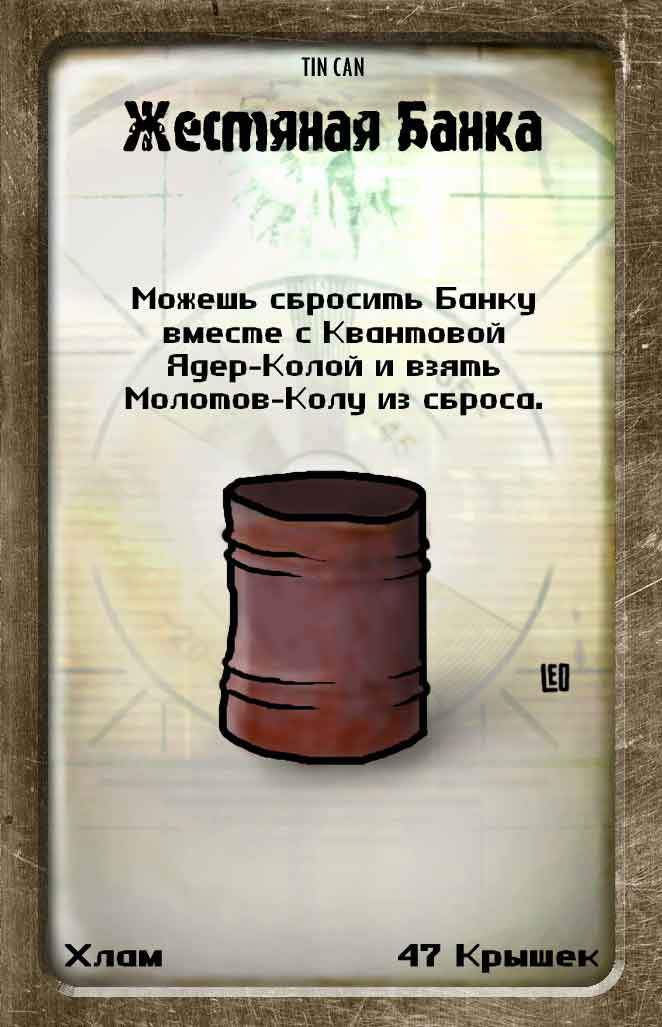 TIN CAN
Жестяная Банка
Можешь сбросить Банку
вместе с Квантовой
Ядер-Колой и взять
Молотов-Колу из сброса.
LEO
Хлам
47 Крышек